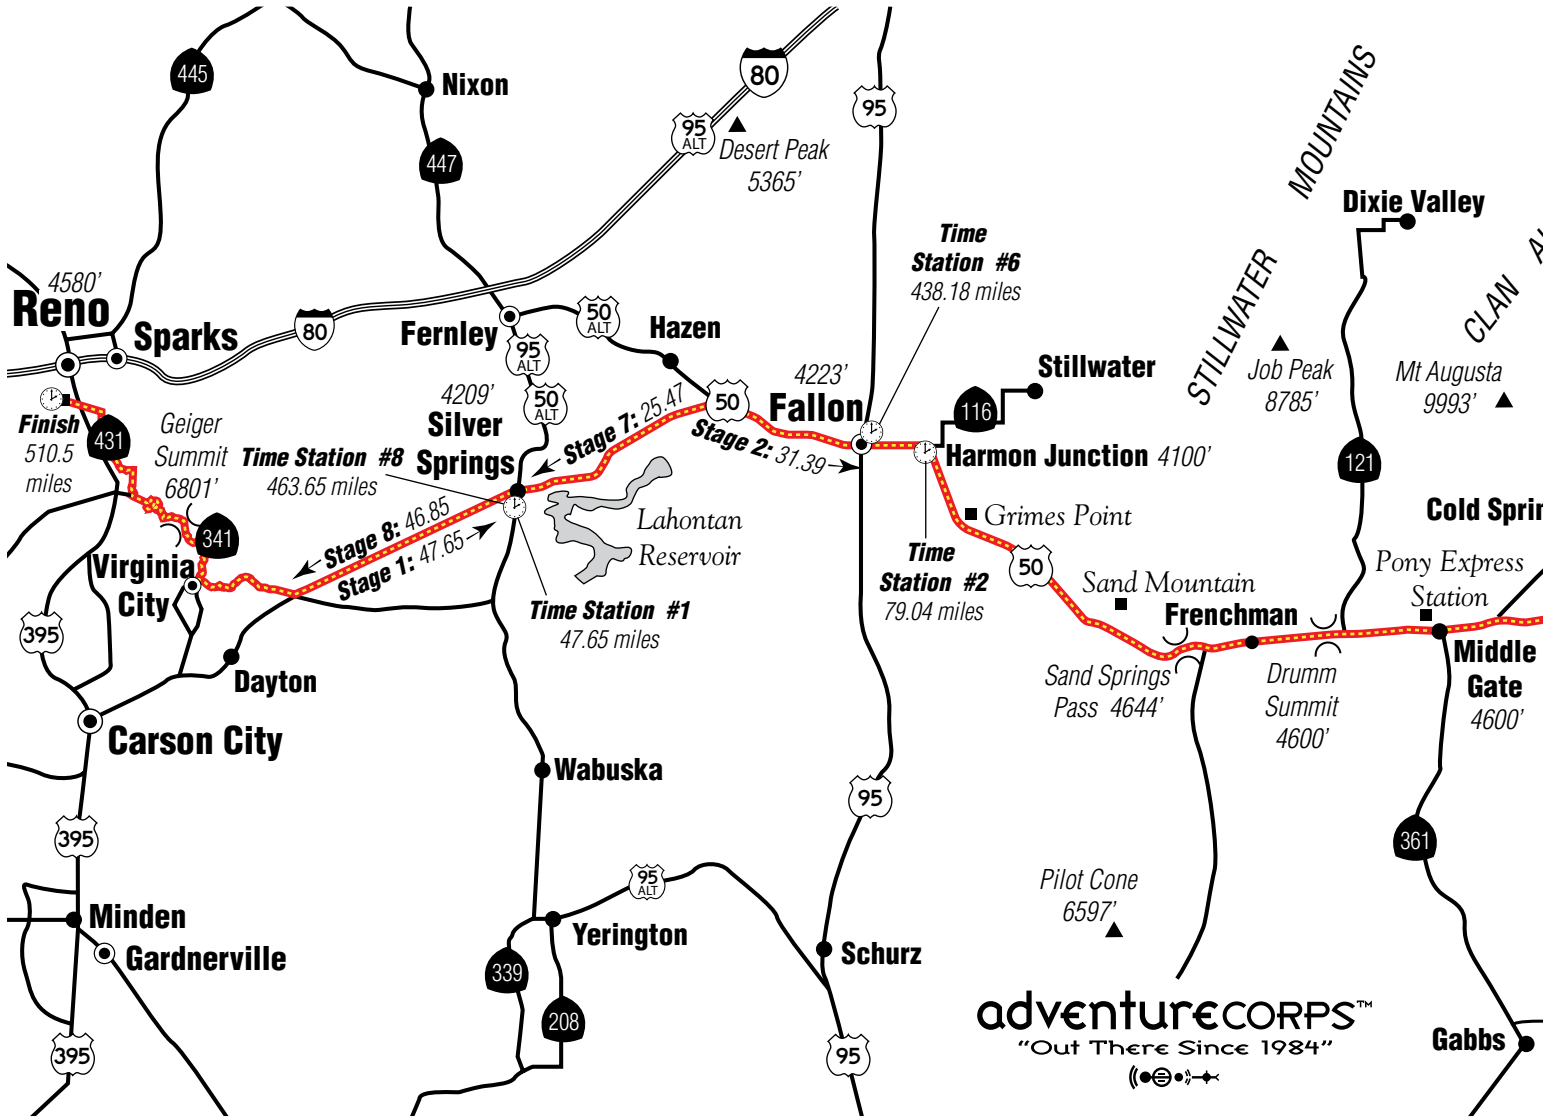 445
Nixon
80
95
ALT
95
Desert Peak
5365’
447
MOUNTAINS
Dixie Valley
Time
Station #6
438.18 miles
STILLWATER
CLAN
4580’
Reno
Sparks
80
Fernley
50
ALT
Hazen
95
ALT
Stillwater
Job Peak
8785’
Mt Augusta
9993’
4209’
Silver
Springs
50
ALT
Stage 7: 25.47
50
4223’
Fallon
Stage 2: 31.39
116
Harmon Junction 4100’
121
Finish
510.5
miles
431
Geiger
Summit
6801’
Time Station #8
463.65 miles
341
Stage 8: 46.85
Stage 1: 47.65
Lahontan
Reservoir
Grimes Point
Cold Sprin
Time
Station #2
79.04 miles
50
Sand Mountain
Pony Express
Station
Virginia
City
Time Station #1
47.65 miles
Frenchman
395
Dayton
Sand Springs
Pass 4644’
Drumm
Summit
4600’
Middle
Gate
4600’
Carson City
Wabuska
95
395
361
95
ALT
Pilot Cone
6597’
Minden
Yerington
Gardnerville
339
Schurz
208
adventureCORPS™
"Out There Since 1984"
395
95
Gabbs